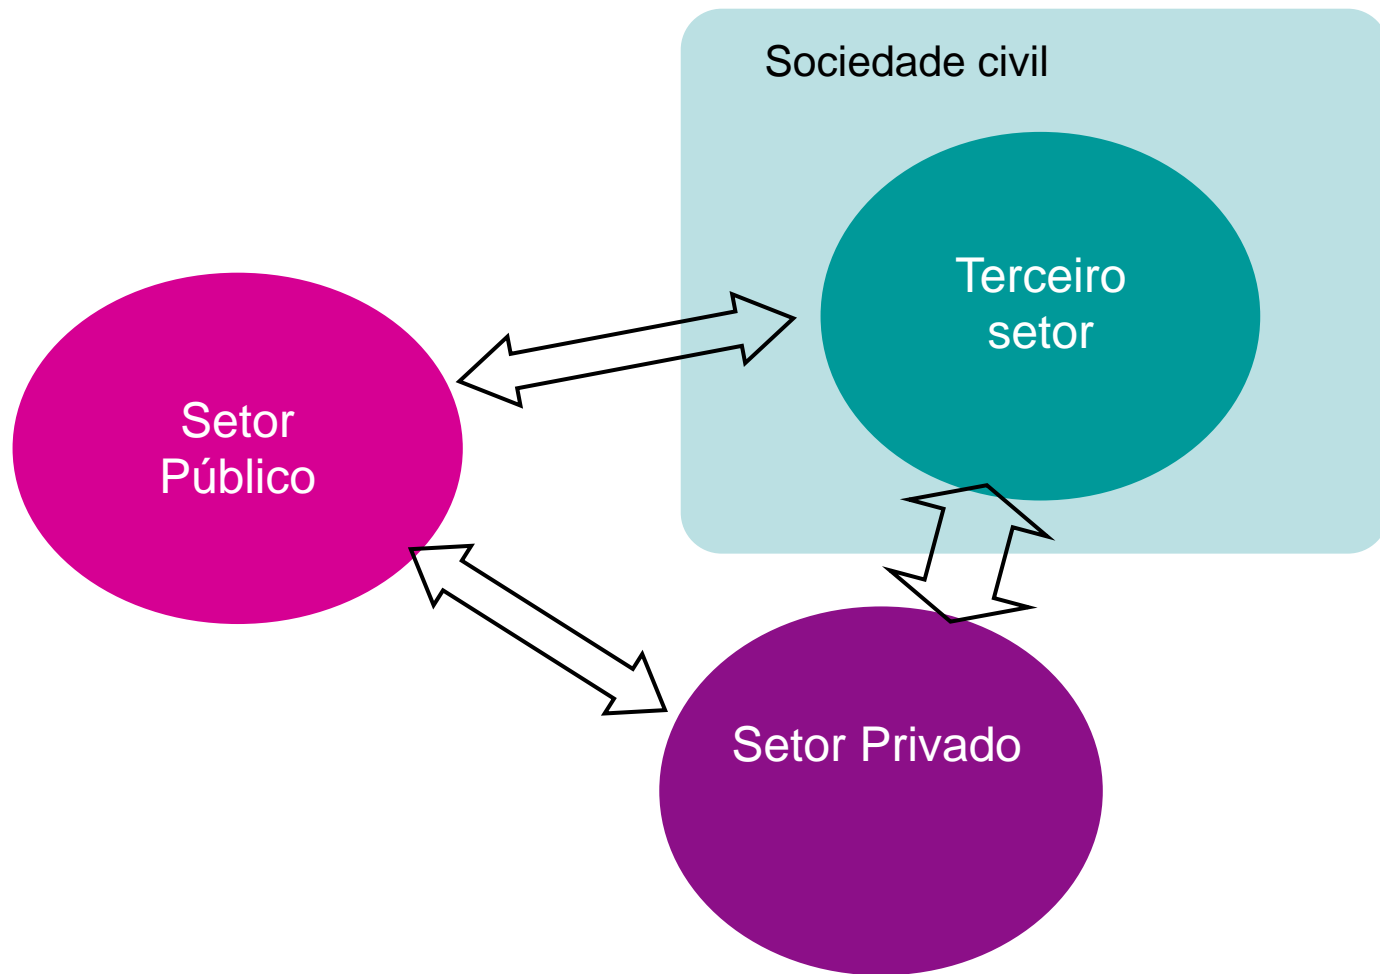 Sociedade civil
Terceiro
setor
Setor
Público
Setor Privado